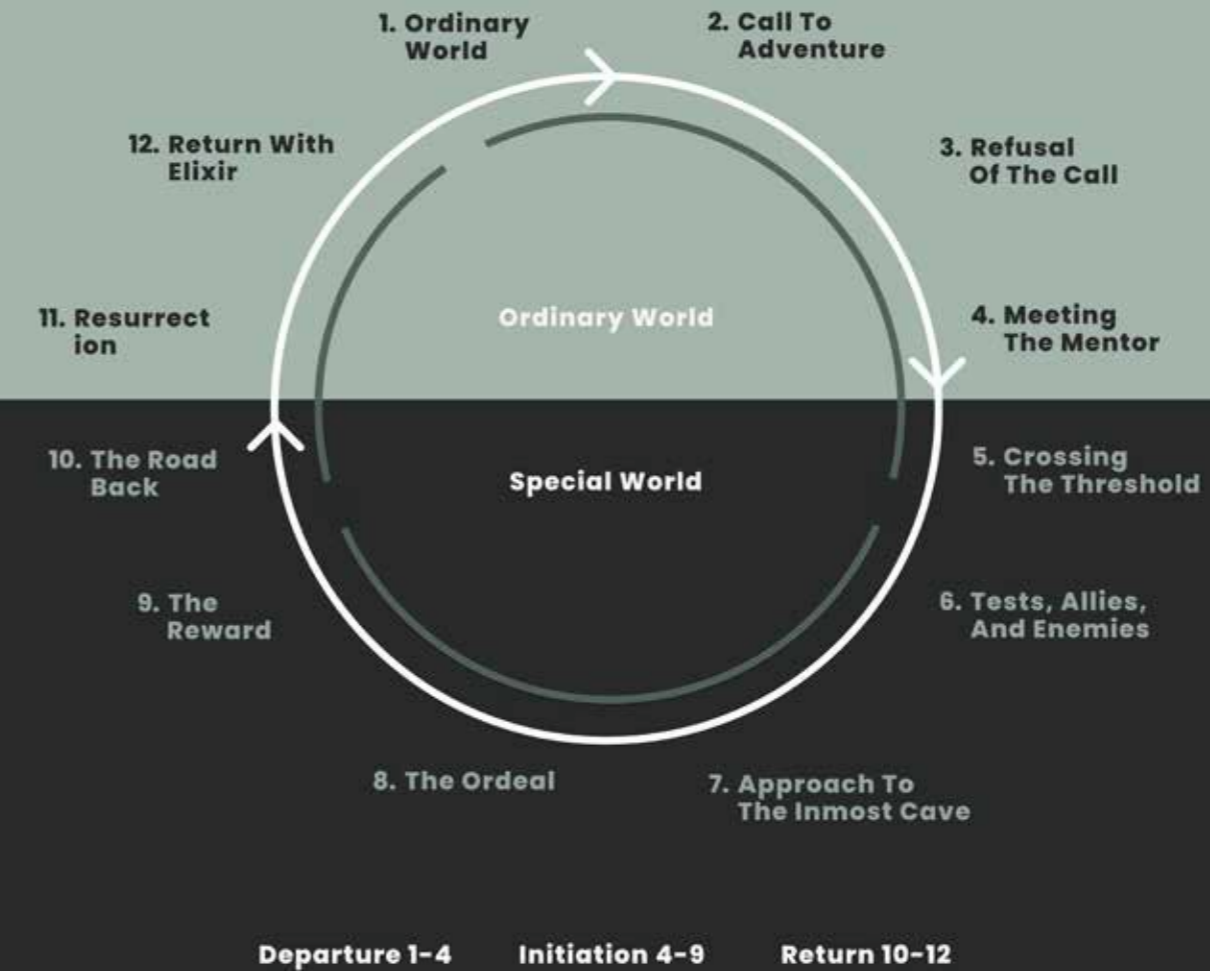 1. Ordinary
World
2. Call To
Adventure
3. Refusal
Of The Call
4. Meeting
The Mentor
5. Crossing
The Threshold
6. Tests, Allies,
And Enemies
7. Approach To
The Inmost Cave
8. The Ordeal
9. The
Reward
10. The Road
Back
11. Resurrect
ion
12. Return With
Elixir
Ordinary World
Special World
Departure 1-4
Initiation 4-9
Return 10-12